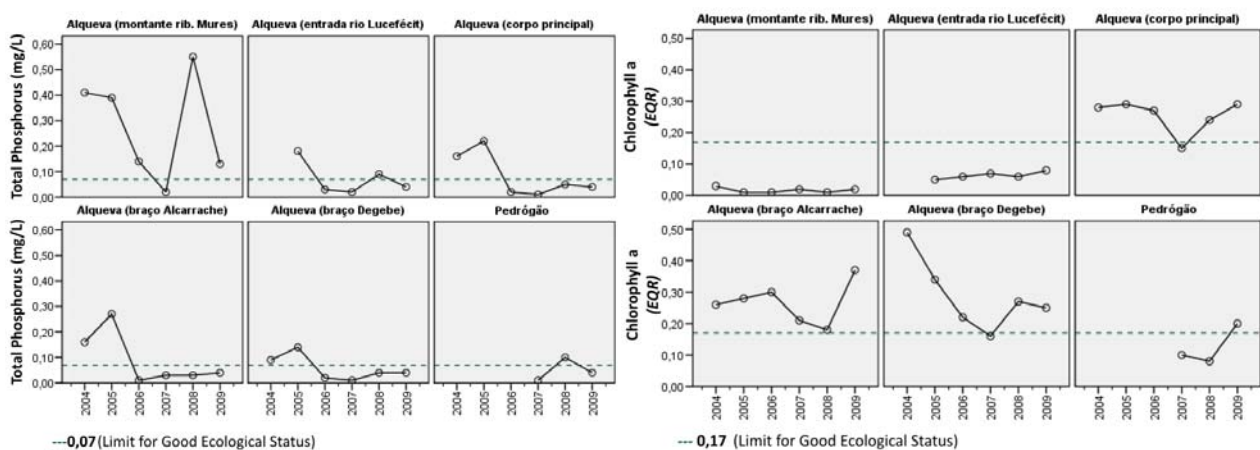 Alqueva (montante rib. Mures) Alqueva (entrada rio Lucefécit) Alqueva (corpo principal)
Total Phosphorus (mg/L)
0,60
0,50
0,40
0,30
0,20
0,10
0,00
Alqueva (braço Alcarrache) Alqueva (braço Degebe) Pedrógão
Total Phosphorus (mg/L)
0,60
0,50
0,40
0,30
0,20
0,10
0,00
2004 2005 2006 2007 2008 2009 2004 2005 2006 2007 2008 2009 2004 2005 2006 2007 2008 2009
---0,07 (Limit for Good Ecological Status)
Alqueva (montante rib. Mures) Alqueva (entrada rio Lucefécit) Alqueva (corpo principal)
Chlorophyll a
(EQR)
0,50
0,40
0,30
0,20
0,10
0,00
Alqueva (braço Alcarrache) Alqueva (braço Degebe) Pedrógão
Chlorophyll a
(EQR)
0,50
0,40
0,30
0,20
0,10
0,00
2004 2005 2006 2007 2008 2009 2004 2005 2006 2007 2008 2009 2004 2005 2006 2007 2008 2009
--- 0,17 (Limit for Good Ecological Status)